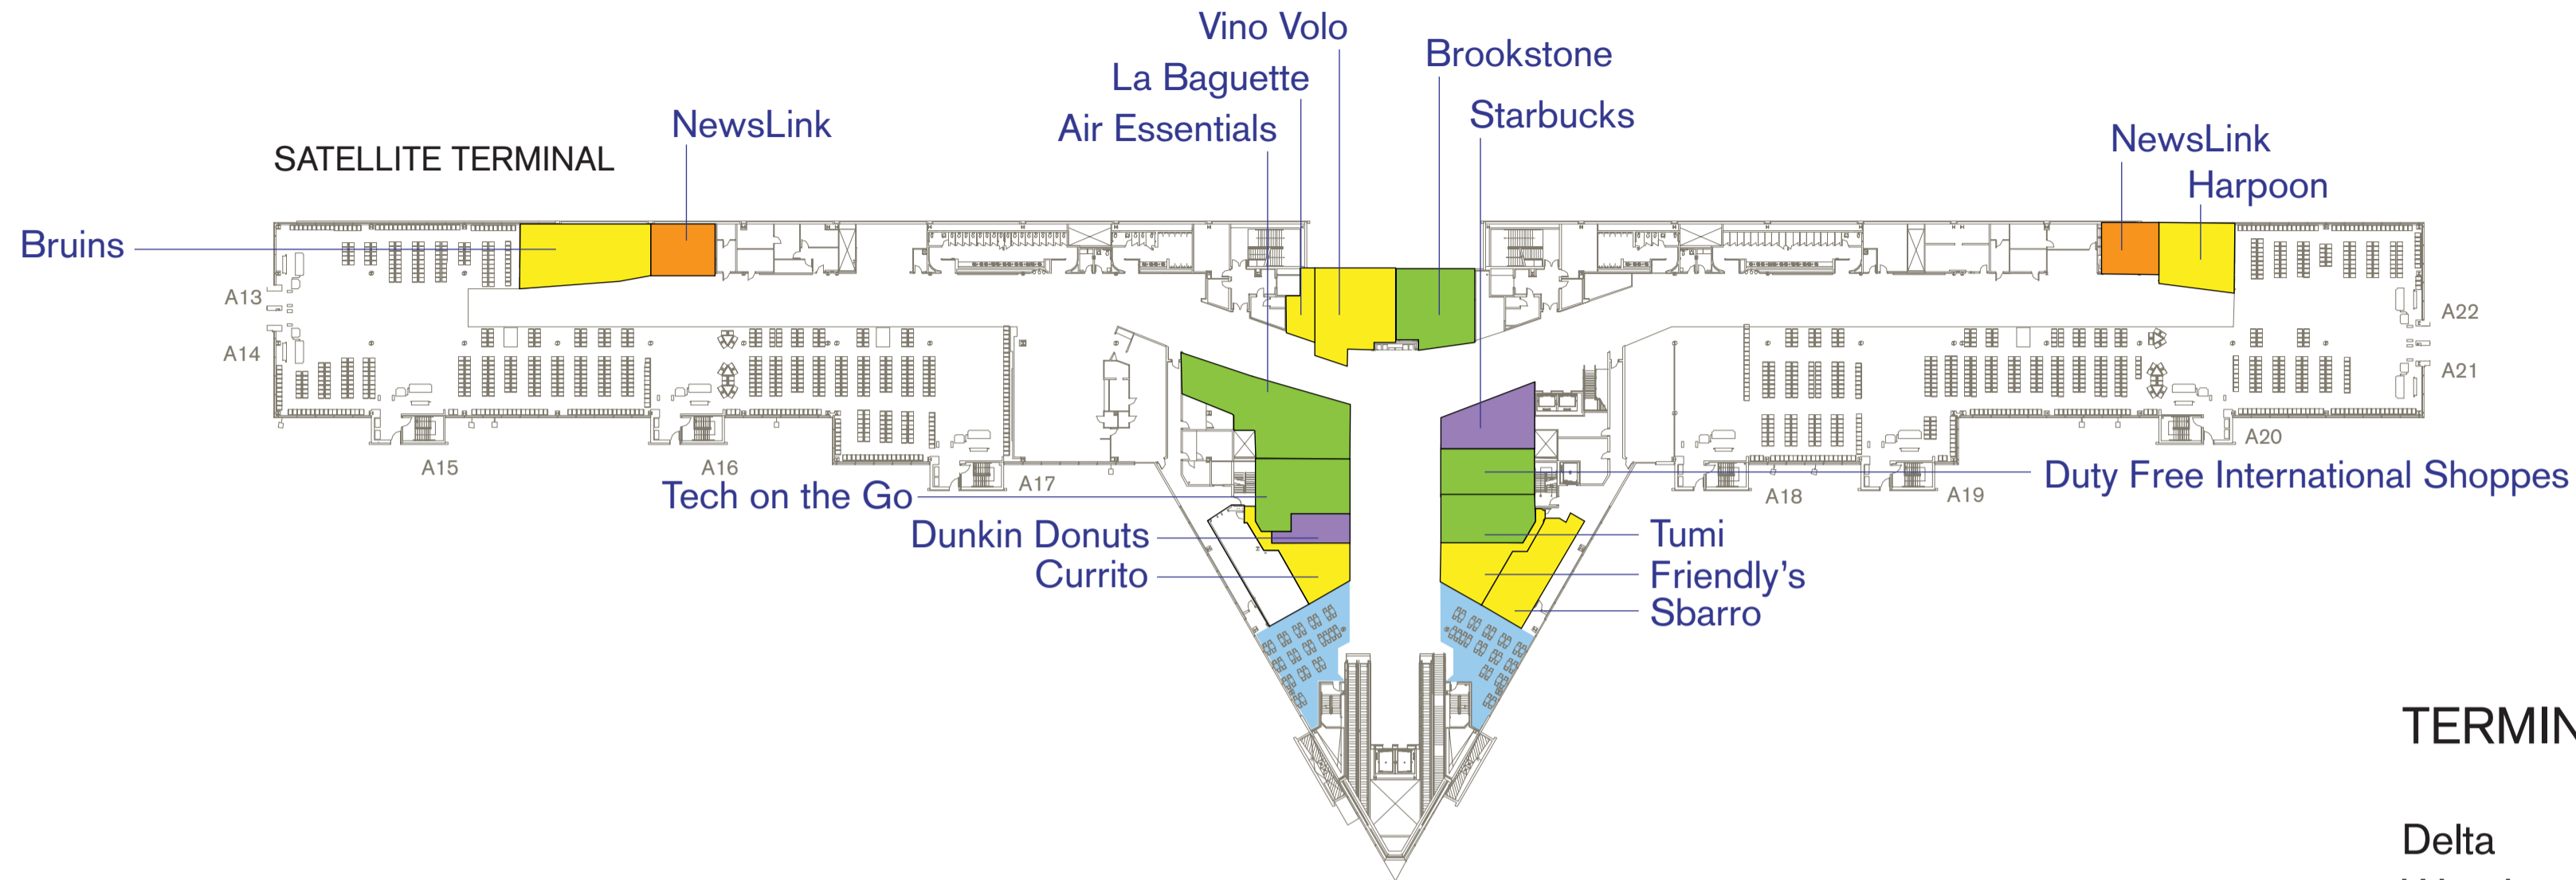 Vino Volo
Brookstone
La Baguette
Starbucks
Air Essentials
NewsLink
NewsLink
SATELLITE TERMINAL
Harpoon
Bruins
A13
A22
A14
A21
A15
A16
A17
A18
A19
A20
Tech on the Go
Duty Free International Shoppes
Dunkin Donuts
Tumi
Currito
Friendly's
Sbarro
TERMIN
Delta